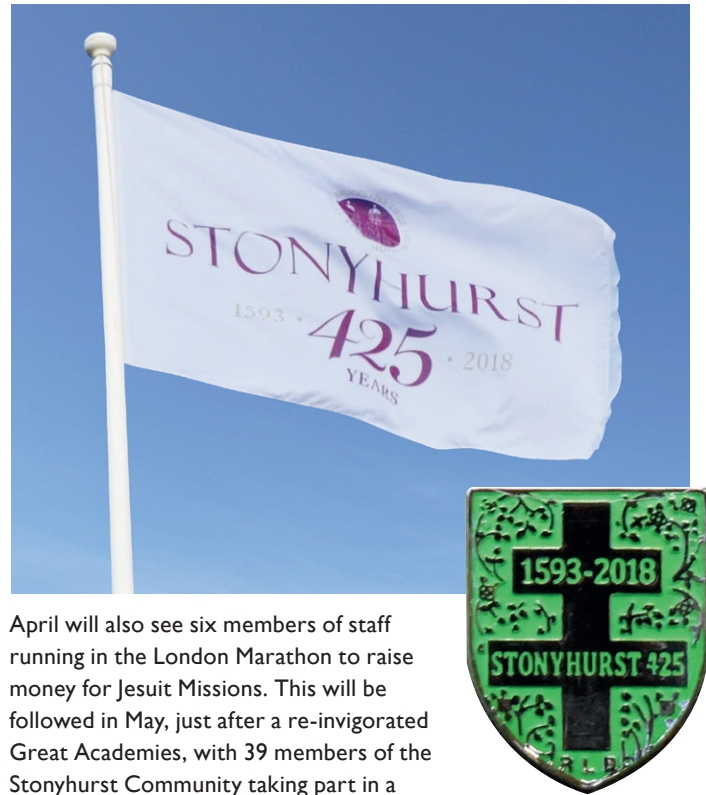 STONYHURST
1593 · 425 · 2018
YEARS
1593-2018
STONYHURST 425
R L D
April will also see six members of staff
running in the London Marathon to raise
money for Jesuit Missions. This will be
followed in May, just after a re-invigorated
Great Academies, with 39 members of the
Stonyhurst Community taking part in a